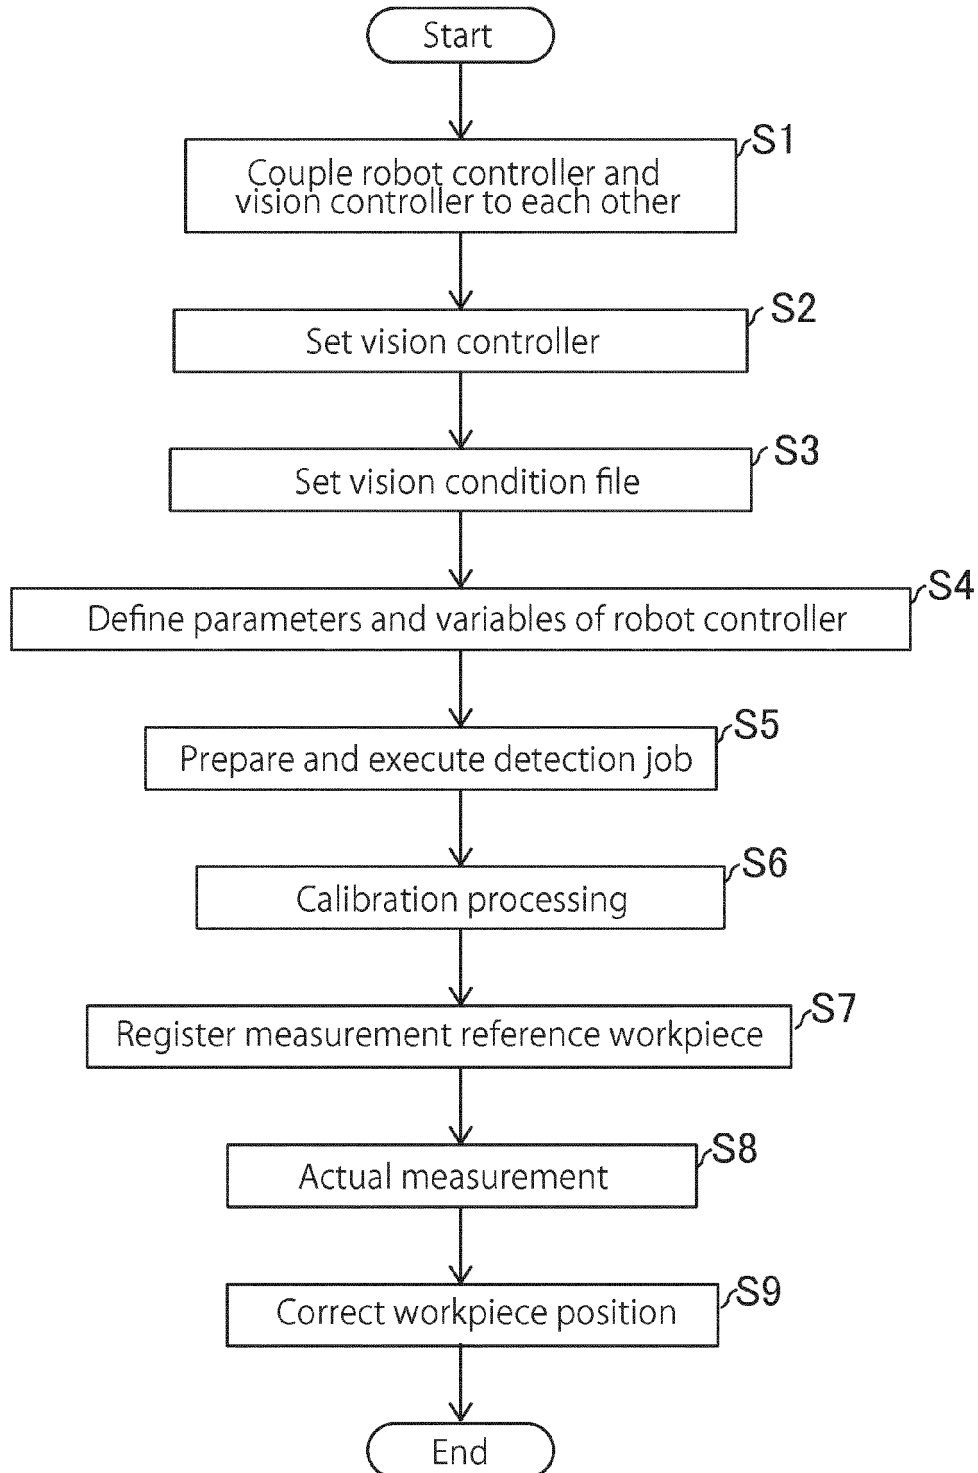 Start
S1
Couple robot controller and
vision controller to each other
S2
Set vision controller
S3
Set vision condition file
S4
Define parameters and variables of robot controller
S5
Prepare and execute detection job
S6
Calibration processing
S7
Register measurement reference workpiece
S8
Actual measurement
S9
Correct workpiece position
End